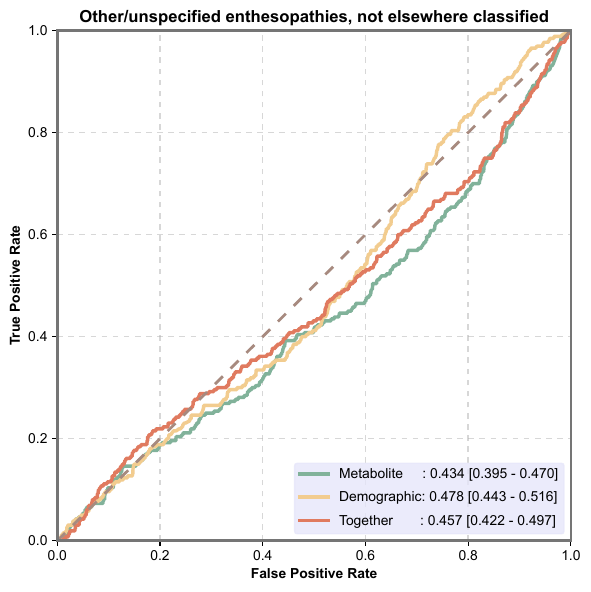 Other/unspecified enthesopathies, not elsewhere classified
True Positive Rate
1.0
0.8
0.6
0.4
0.2
0.0
Metabolite : 0.434 [0.395 - 0.470]
Demographic: 0.478 [0.443 - 0.516]
Together : 0.457 [0.422 - 0.497]
0.0 0.2 0.4 0.6 0.8 1.0
False Positive Rate